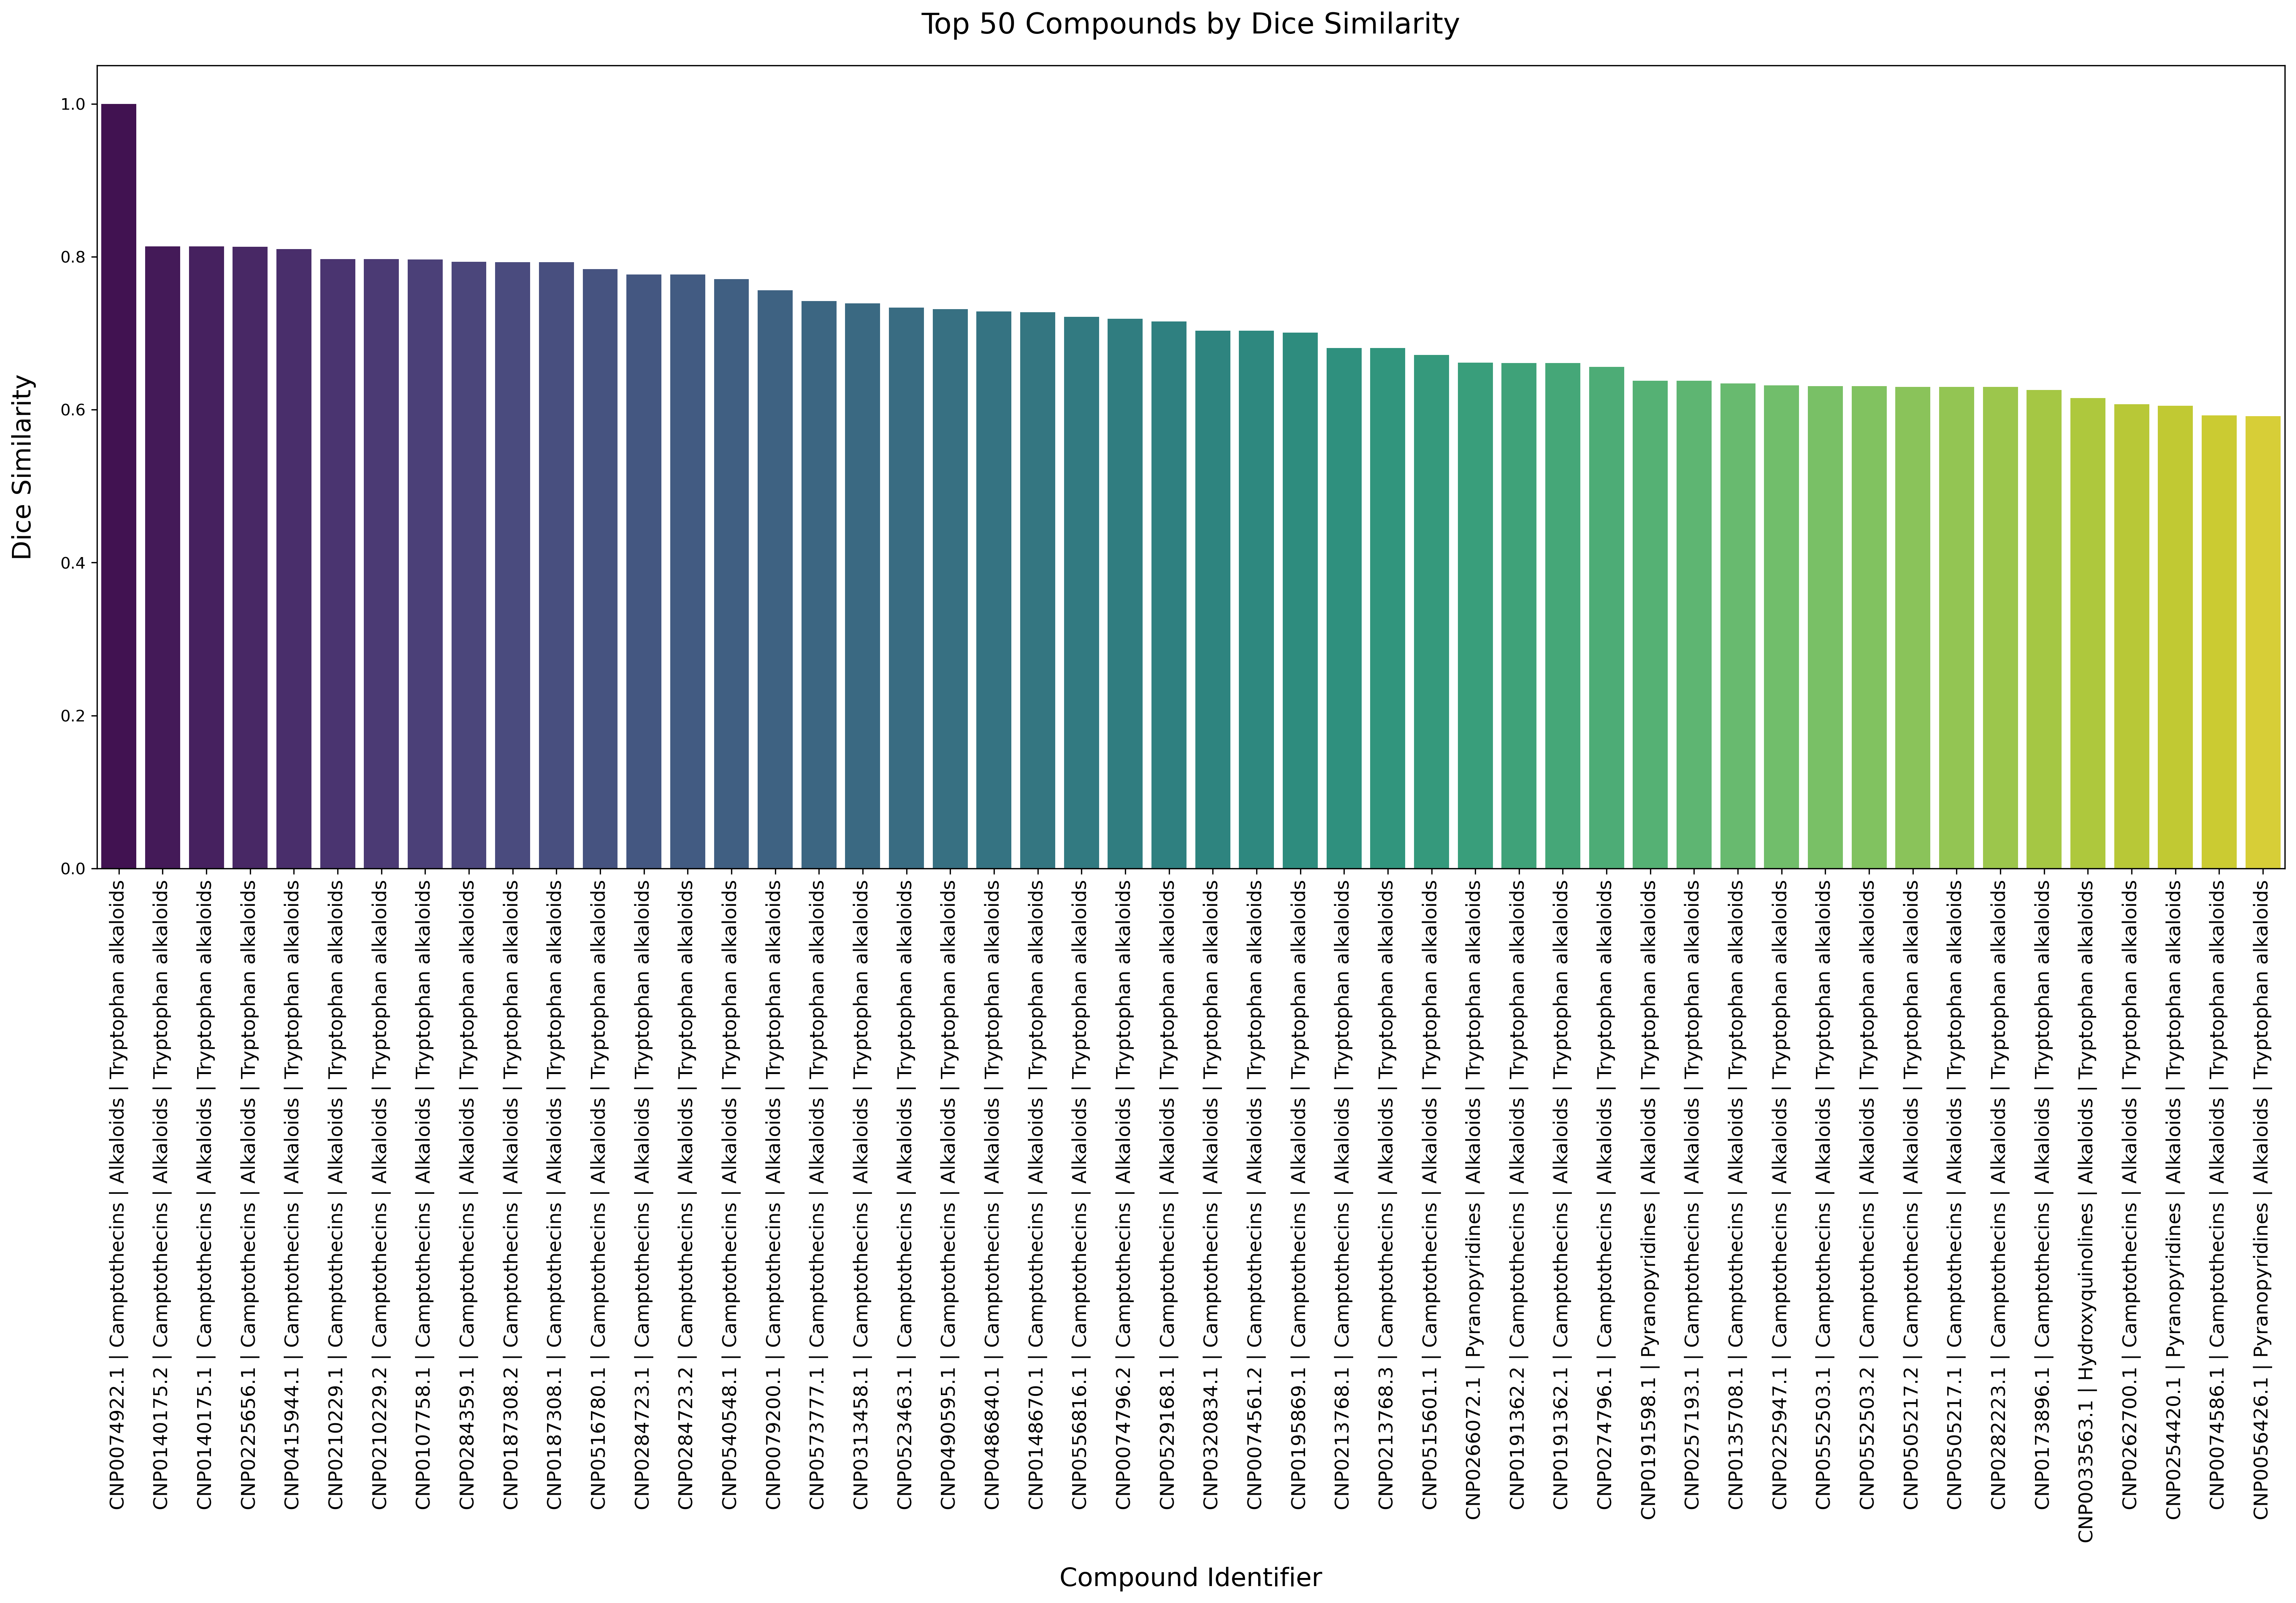 Top 50 Compounds by Dice Similarity
Dice Similarity
1.0
0.8
0.6
0.4
0.2
0.0
CNP0074922.1 | Camptothecins | Alkaloids | Tryptophan alkaloids
CNP0140175.2 | Camptothecins | Alkaloids | Tryptophan alkaloids
CNP0140175.1 | Camptothecins | Alkaloids | Tryptophan alkaloids
CNP0225656.1 | Camptothecins | Alkaloids | Tryptophan alkaloids
CNP0415944.1 | Camptothecins | Alkaloids | Tryptophan alkaloids
CNP0210229.1 | Camptothecins | Alkaloids | Tryptophan alkaloids
CNP0210229.2 | Camptothecins | Alkaloids | Tryptophan alkaloids
CNP0107758.1 | Camptothecins | Alkaloids | Tryptophan alkaloids
CNP0284359.1 | Camptothecins | Alkaloids | Tryptophan alkaloids
CNP0187308.2 | Camptothecins | Alkaloids | Tryptophan alkaloids
CNP0187308.1 | Camptothecins | Alkaloids | Tryptophan alkaloids
CNP0516780.1 | Camptothecins | Alkaloids | Tryptophan alkaloids
CNP0284723.1 | Camptothecins | Alkaloids | Tryptophan alkaloids
CNP0284723.2 | Camptothecins | Alkaloids | Tryptophan alkaloids
CNP0540548.1 | Camptothecins | Alkaloids | Tryptophan alkaloids
CNP0079200.1 | Camptothecins | Alkaloids | Tryptophan alkaloids
CNP0573777.1 | Camptothecins | Alkaloids | Tryptophan alkaloids
CNP0313458.1 | Camptothecins | Alkaloids | Tryptophan alkaloids
CNP0523463.1 | Camptothecins | Alkaloids | Tryptophan alkaloids
CNP0490595.1 | Camptothecins | Alkaloids | Tryptophan alkaloids
CNP0486840.1 | Camptothecins | Alkaloids | Tryptophan alkaloids
CNP0148670.1 | Camptothecins | Alkaloids | Tryptophan alkaloids
CNP0556816.1 | Camptothecins | Alkaloids | Tryptophan alkaloids
CNP0074796.2 | Camptothecins | Alkaloids | Tryptophan alkaloids
CNP0529168.1 | Camptothecins | Alkaloids | Tryptophan alkaloids
CNP0320834.1 | Camptothecins | Alkaloids | Tryptophan alkaloids
CNP0074561.2 | Camptothecins | Alkaloids | Tryptophan alkaloids
CNP0195869.1 | Camptothecins | Alkaloids | Tryptophan alkaloids
CNP0213768.1 | Camptothecins | Alkaloids | Tryptophan alkaloids
CNP0213768.3 | Camptothecins | Alkaloids | Tryptophan alkaloids
CNP0515601.1 | Camptothecins | Alkaloids | Tryptophan alkaloids
CNP0266072.1 | Pyranopyridines | Alkaloids | Tryptophan alkaloids
CNP0191362.2 | Camptothecins | Alkaloids | Tryptophan alkaloids
CNP0191362.1 | Camptothecins | Alkaloids | Tryptophan alkaloids
CNP0274796.1 | Camptothecins | Alkaloids | Tryptophan alkaloids
CNP0191598.1 | Pyranopyridines | Alkaloids | Tryptophan alkaloids
CNP0257193.1 | Camptothecins | Alkaloids | Tryptophan alkaloids
CNP0135708.1 | Camptothecins | Alkaloids | Tryptophan alkaloids
CNP0225947.1 | Camptothecins | Alkaloids | Tryptophan alkaloids
CNP0552503.1 | Camptothecins | Alkaloids | Tryptophan alkaloids
CNP0552503.2 | Camptothecins | Alkaloids | Tryptophan alkaloids
CNP0505217.2 | Camptothecins | Alkaloids | Tryptophan alkaloids
CNP0505217.1 | Camptothecins | Alkaloids | Tryptophan alkaloids
CNP0282223.1 | Camptothecins | Alkaloids | Tryptophan alkaloids
CNP0173896.1 | Camptothecins | Alkaloids | Tryptophan alkaloids
CNP0033563.1 | Hydroxyquinolines | Alkaloids | Tryptophan alkaloids
CNP0262700.1 | Camptothecins | Alkaloids | Tryptophan alkaloids
CNP0254420.1 | Pyranopyridines | Alkaloids | Tryptophan alkaloids
CNP0074586.1 | Camptothecins | Alkaloids | Tryptophan alkaloids
CNP0056426.1 | Pyranopyridines | Alkaloids | Tryptophan alkaloids
Compound Identifier